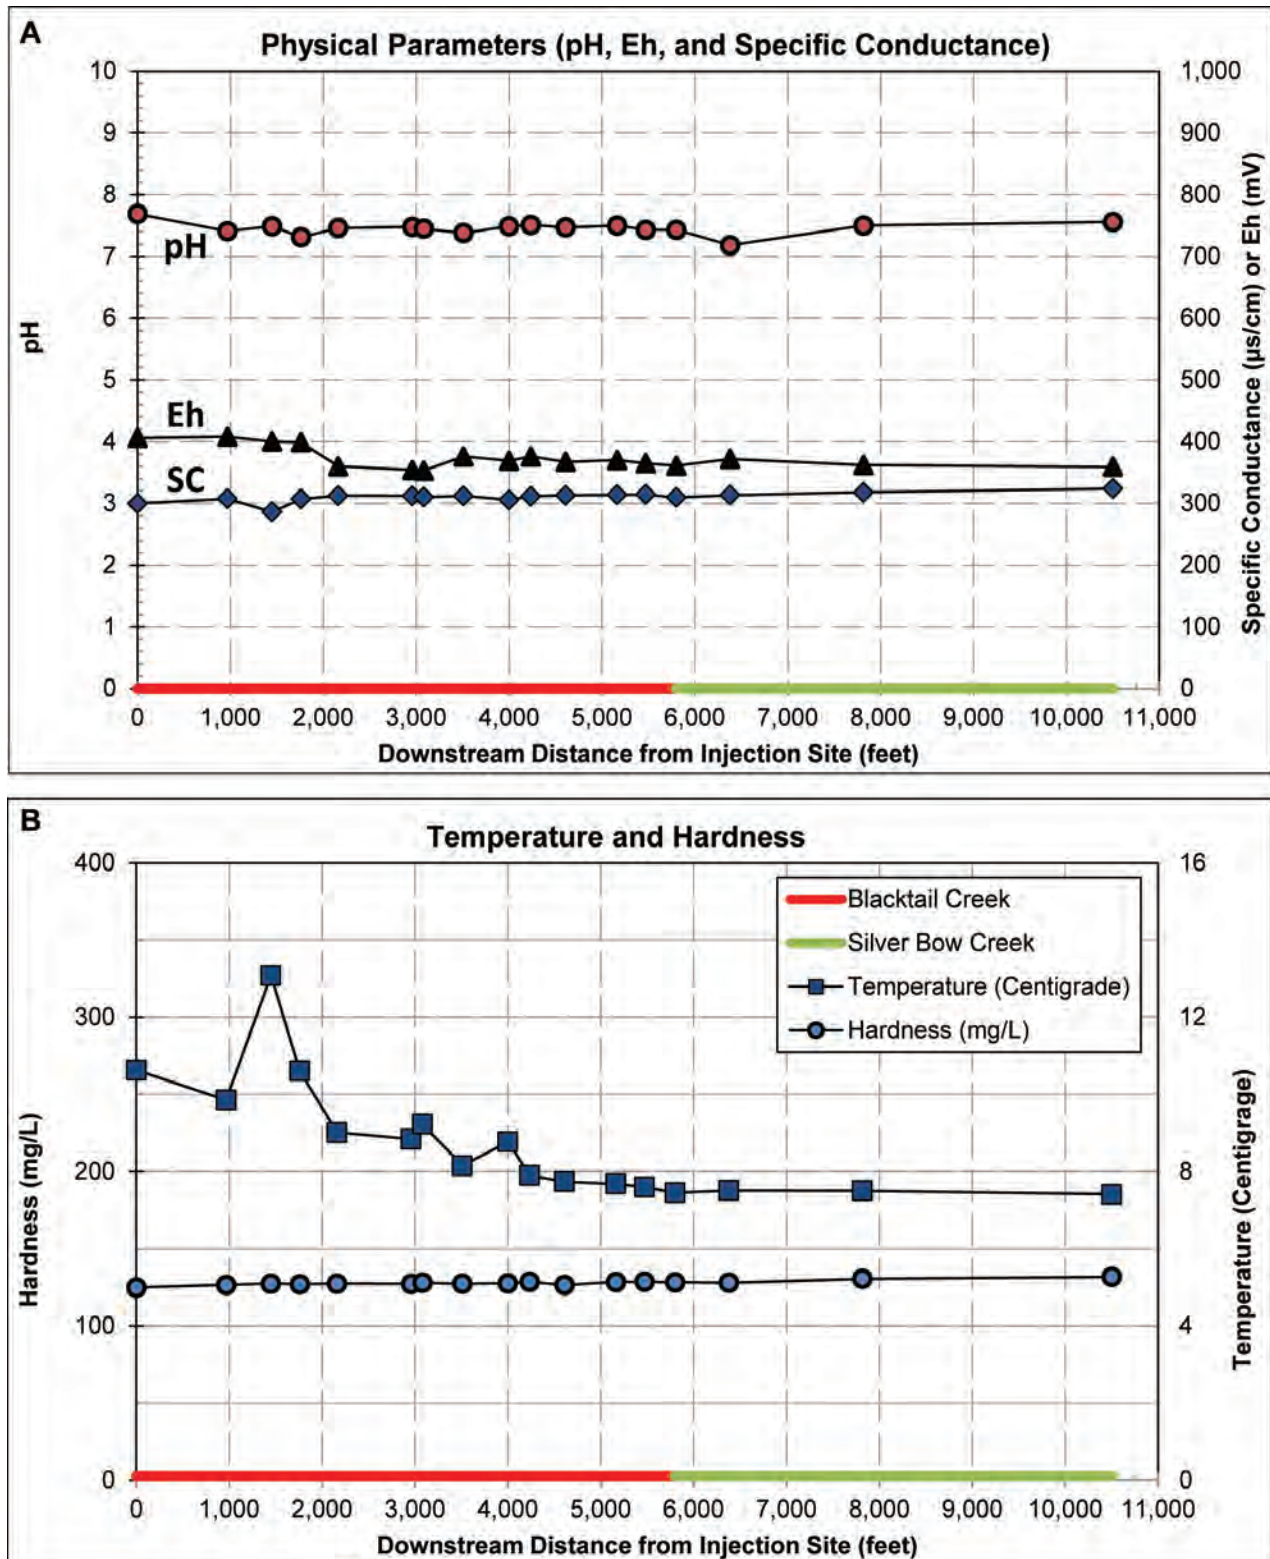 A
Physical Parameters (pH, Eh, and Specific Conductance)
10
9
8
7
6
5
4
3
2
1
0
pH
1,000
900
800
700
600
500
400
300
200
100
0
Specific Conductance (µs/cm) or Eh (mV)
pH
Eh
SC
0 1,000 2,000 3,000 4,000 5,000 6,000 7,000 8,000 9,000 10,000 11,000
Downstream Distance from Injection Site (feet)
B
Temperature and Hardness
400
300
200
100
0
Hardness (mg/L)
16
12
8
4
0
Temperature (Centigrage)
Blacktail Creek
Silver Bow Creek
Temperature (Centigrade)
Hardness (mg/L)
0 1,000 2,000 3,000 4,000 5,000 6,000 7,000 8,000 9,000 10,000 11,000
Downstream Distance from Injection Site (feet)